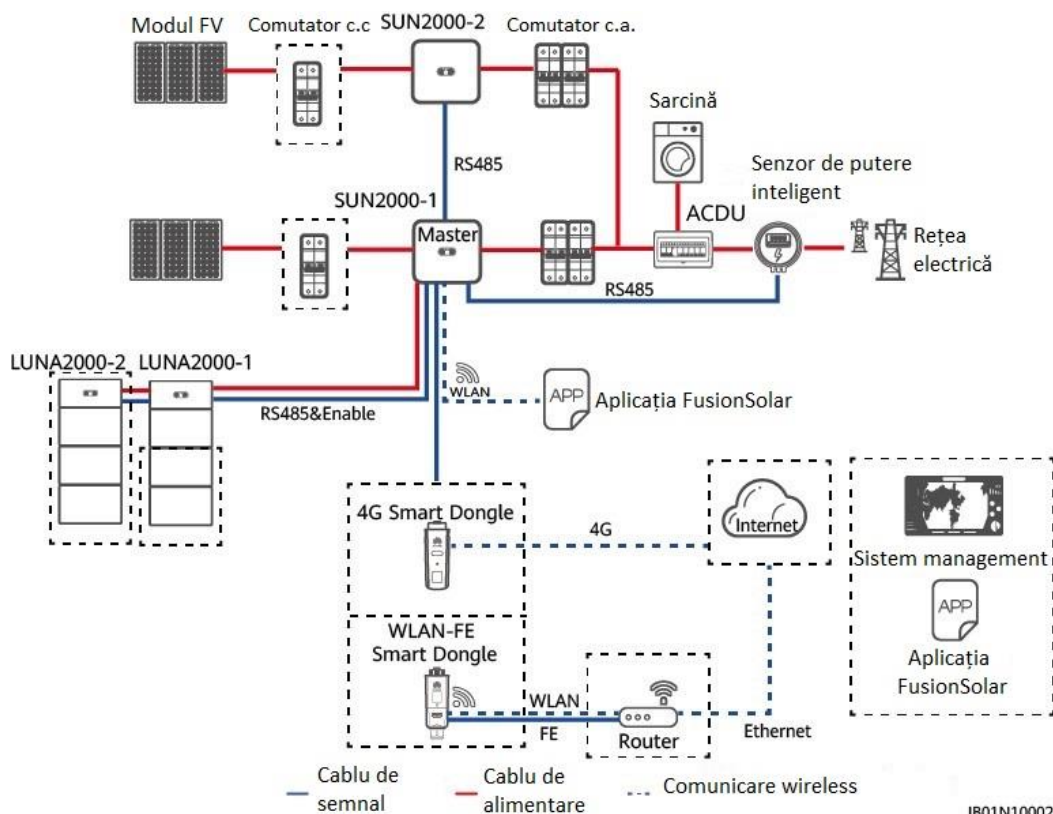 Modul FV
Comutator c.c
SUN2000-2
Comutator c.a.
Sarcină
RS485
Senzor de putere
inteligent
SUN2000-1
Master
ACDU
Rețea
electrică
RS485
LUNA2000-2
LUNA2000-1
WLAN
APP
Aplicația FusionSolar
RS485&Enable
4G Smart Dongle
4G
Internet
Sistem management
WLAN-FE
Smart Dongle
APP
Aplicația
FusionSolar
WLAN
FE
Router
Ethernet
Cablu de
semnal
Cablu de
alimentare
Comunicare wireless
IB01N10002